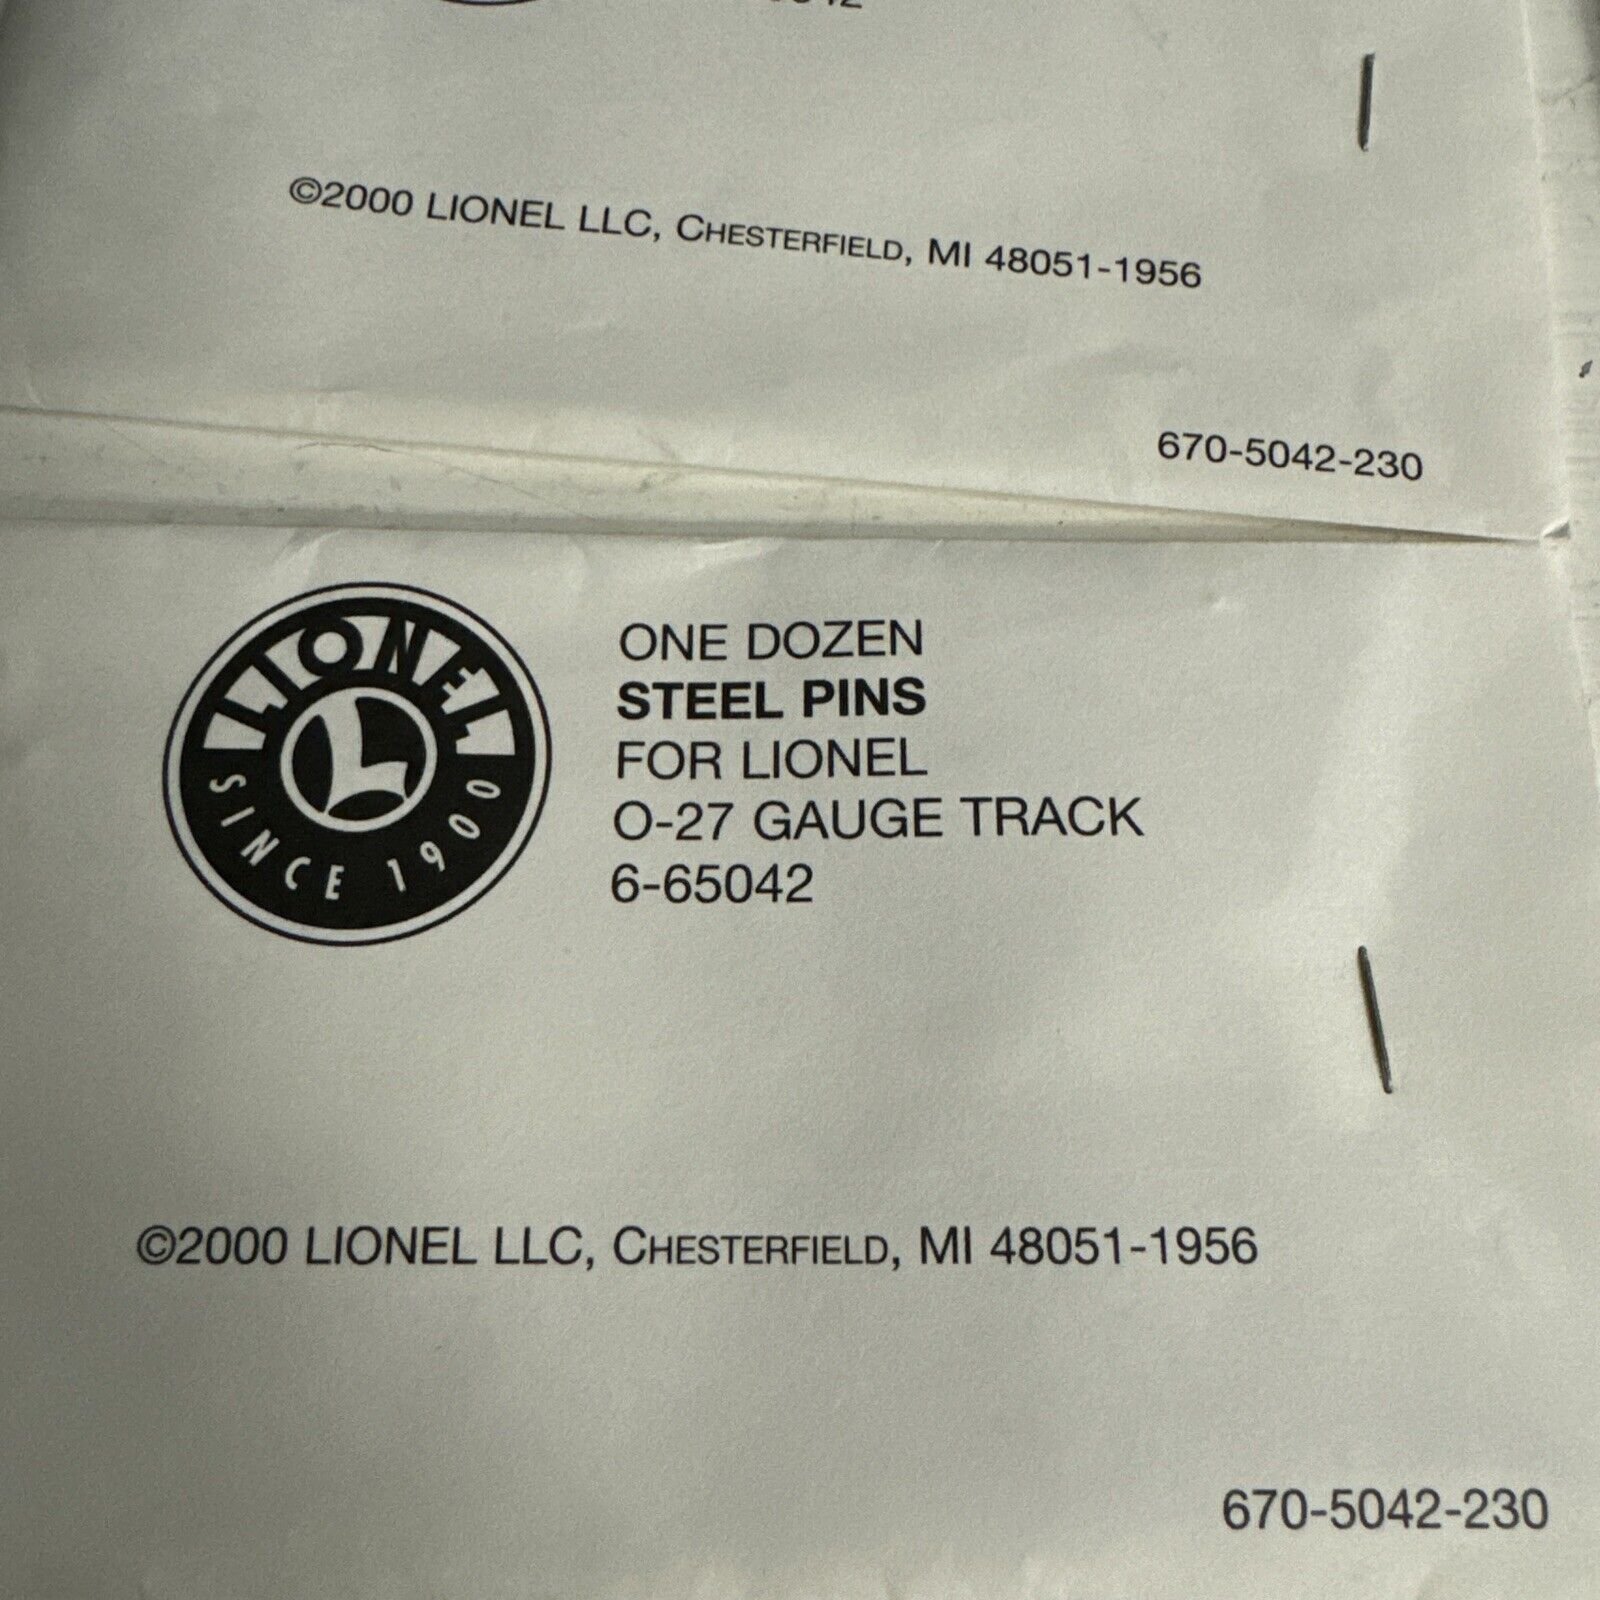 ©2000 LIONEL LLC, CHESTERFIELD, MI 48051-1956
670-5042-230
LIONEL
L
SINCE 1900
ONE DOZEN
STEEL PINS
FOR LIONEL
O-27 GAUGE TRACK
6-65042
©2000 LIONEL LLC, CHESTERFIELD, MI 48051-1956
670-5042-230